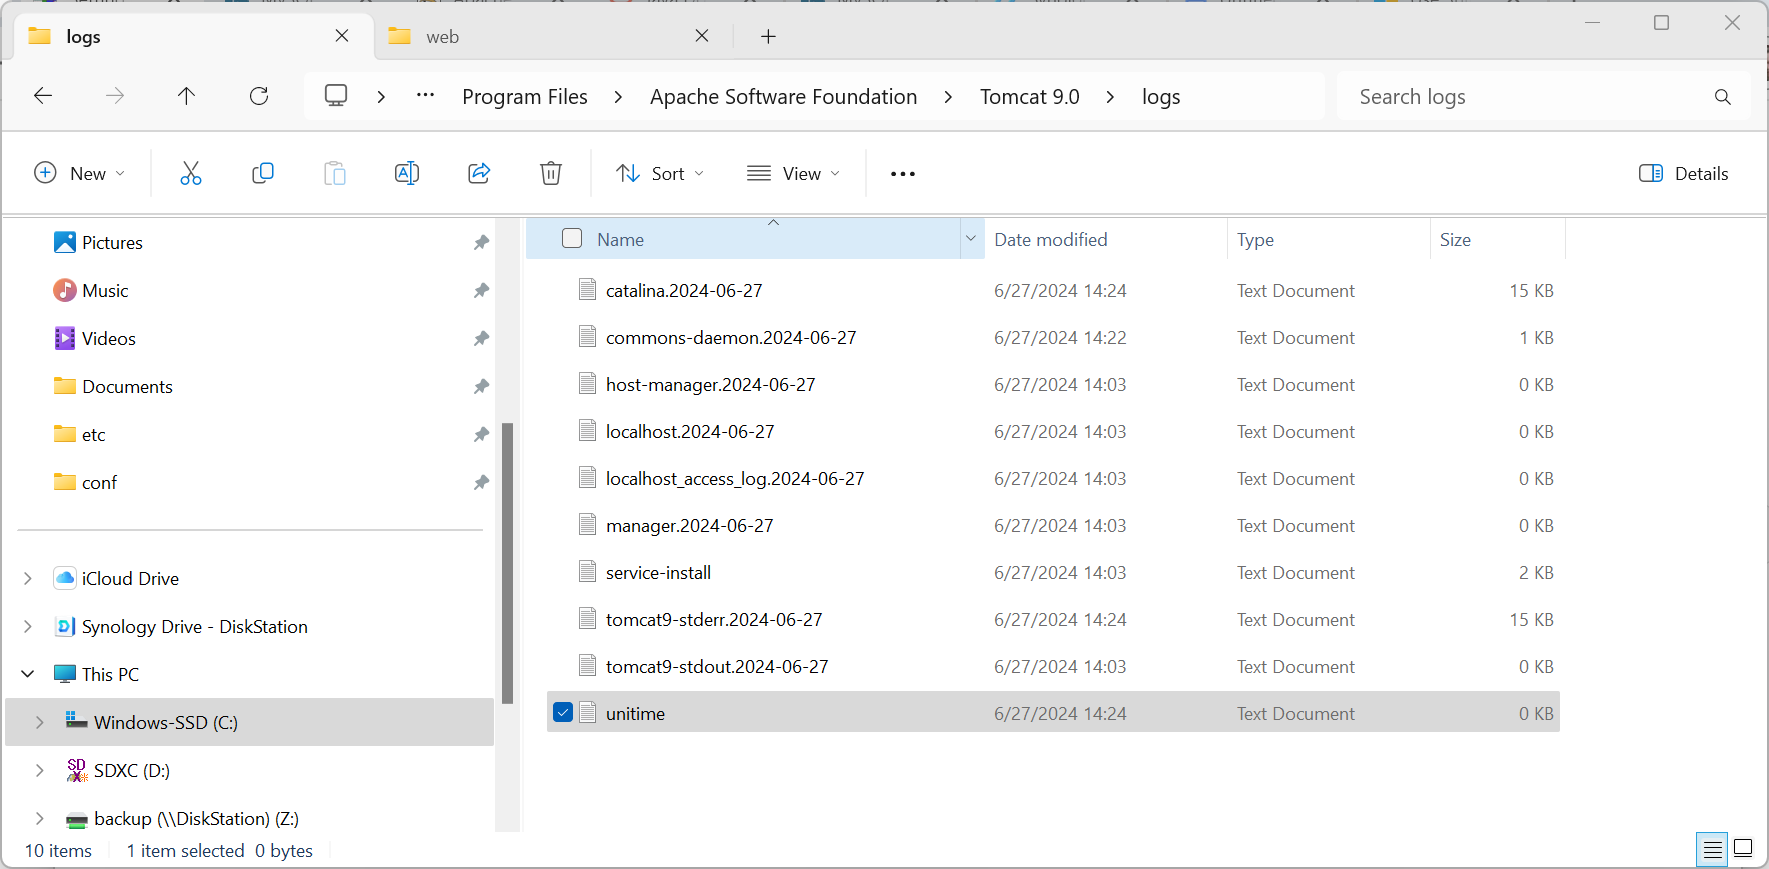 logs
web
Program Files
Apache Software Foundation
Tomcat 9.0
logs
Search logs
New
Sort
View
Details
Pictures
Music
Videos
Documents
etc
conf
iCloud Drive
Synology Drive - DiskStation
This PC
Windows-SSD (C:)
SDXC (D:)
backup (\\DiskStation) (Z:)
Name Date modified Type Size
catalina.2024-06-27 6/27/2024 14:24 Text Document 15 KB
commons-daemon.2024-06-27 6/27/2024 14:22 Text Document 1 KB
host-manager.2024-06-27 6/27/2024 14:03 Text Document 0 KB
localhost.2024-06-27 6/27/2024 14:03 Text Document 0 KB
localhost_access_log.2024-06-27 6/27/2024 14:03 Text Document 0 KB
manager.2024-06-27 6/27/2024 14:03 Text Document 0 KB
service-install 6/27/2024 14:03 Text Document 2 KB
tomcat9-stderr.2024-06-27 6/27/2024 14:24 Text Document 15 KB
tomcat9-stdout.2024-06-27 6/27/2024 14:03 Text Document 0 KB
unitime 6/27/2024 14:24 Text Document 0 KB
10 items 1 item selected 0 bytes